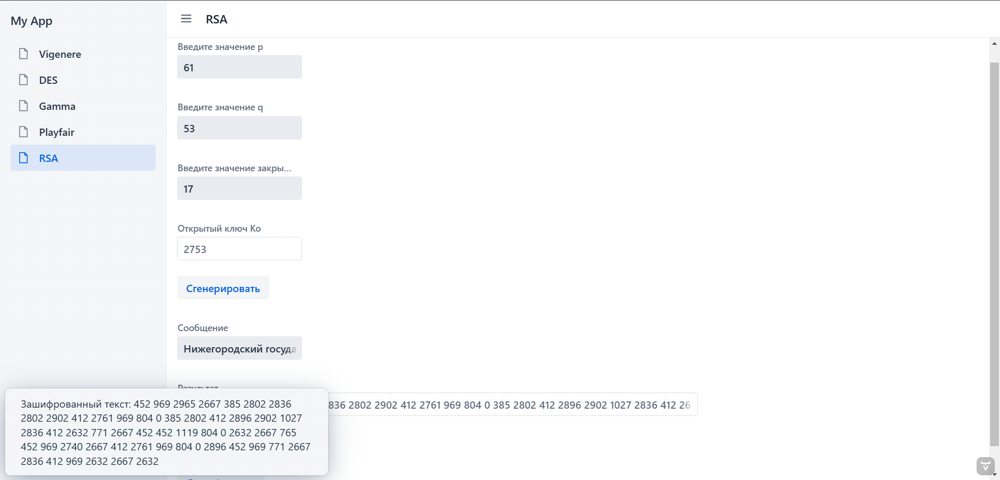 My App
Vigenere
DES
Gamma
Playfair
RSA
RSA
Введите значение p
61
Введите значение q
53
Введите значение закры...
17
Открытый ключ Ко
2753
Сгенерировать
Сообщение
Нижегородский госуда
Результат
836 2802 2902 412 2761 969 804 0 385 2802 412 2896 2902 1027 2836 412 26
Зашифрованный текст: 452 969 2965 2667 385 2802 2836
2802 2902 412 2761 969 804 0 385 2802 412 2896 2902 1027
2836 412 2632 771 2667 452 452 1119 804 0 2632 2667 765
452 969 2740 2667 412 2761 969 804 0 2896 452 969 771 2667
2836 412 969 2632 2667 2632